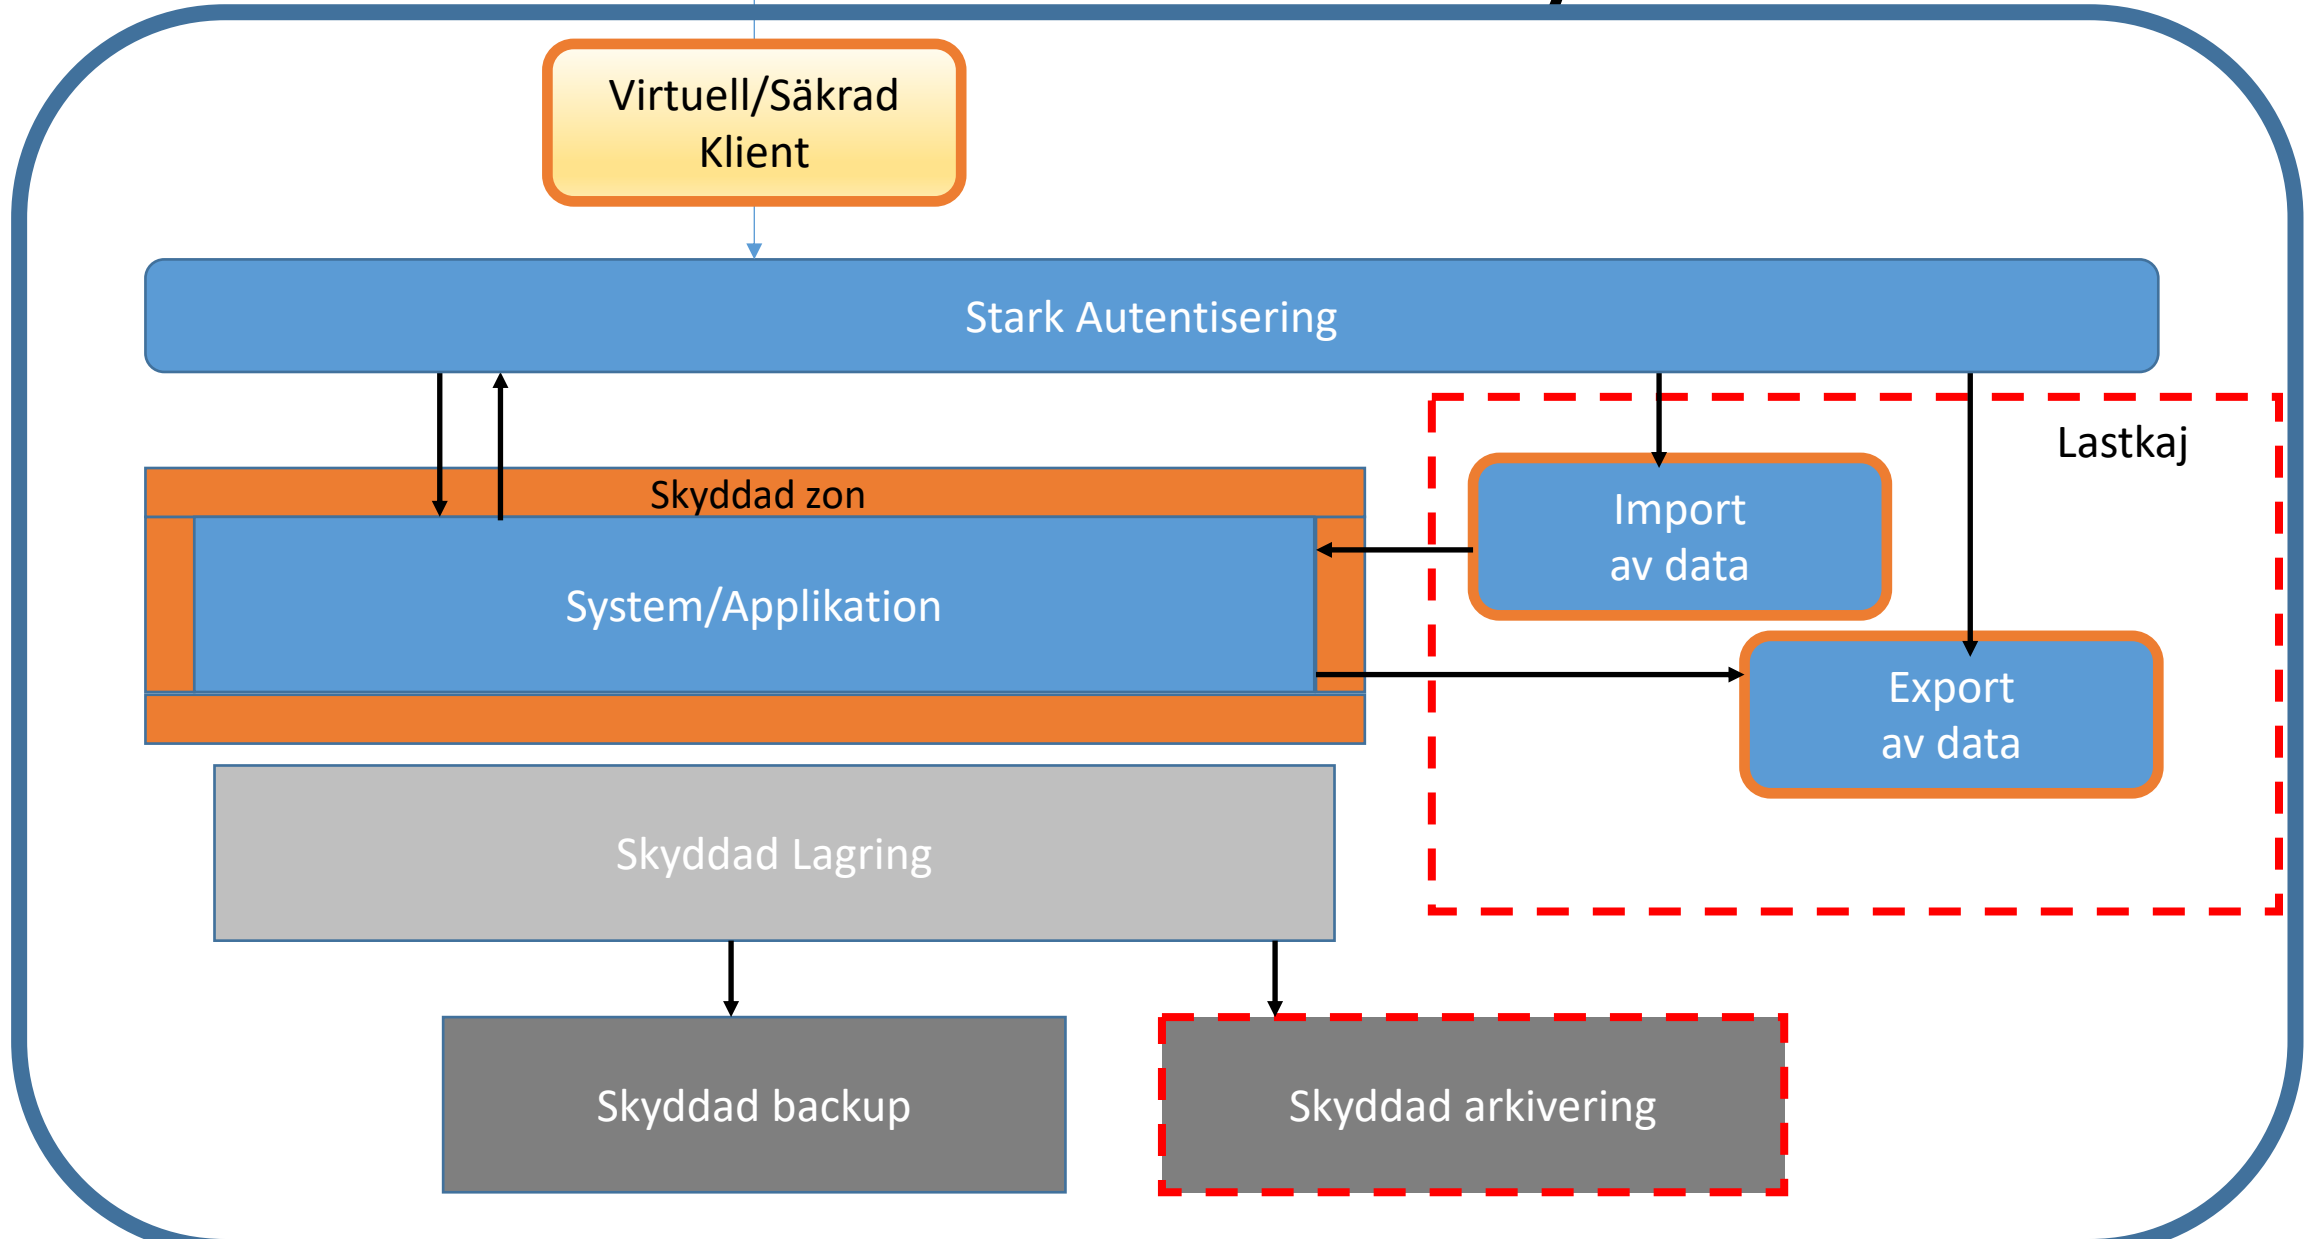 Virtuell/Säkrad
Klient
Stark Autentisering
Lastkaj
Skyddad zon
Import
av data
System/Applikation
Export
av data
Skyddad Lagring
Skyddad backup
Skyddad arkivering